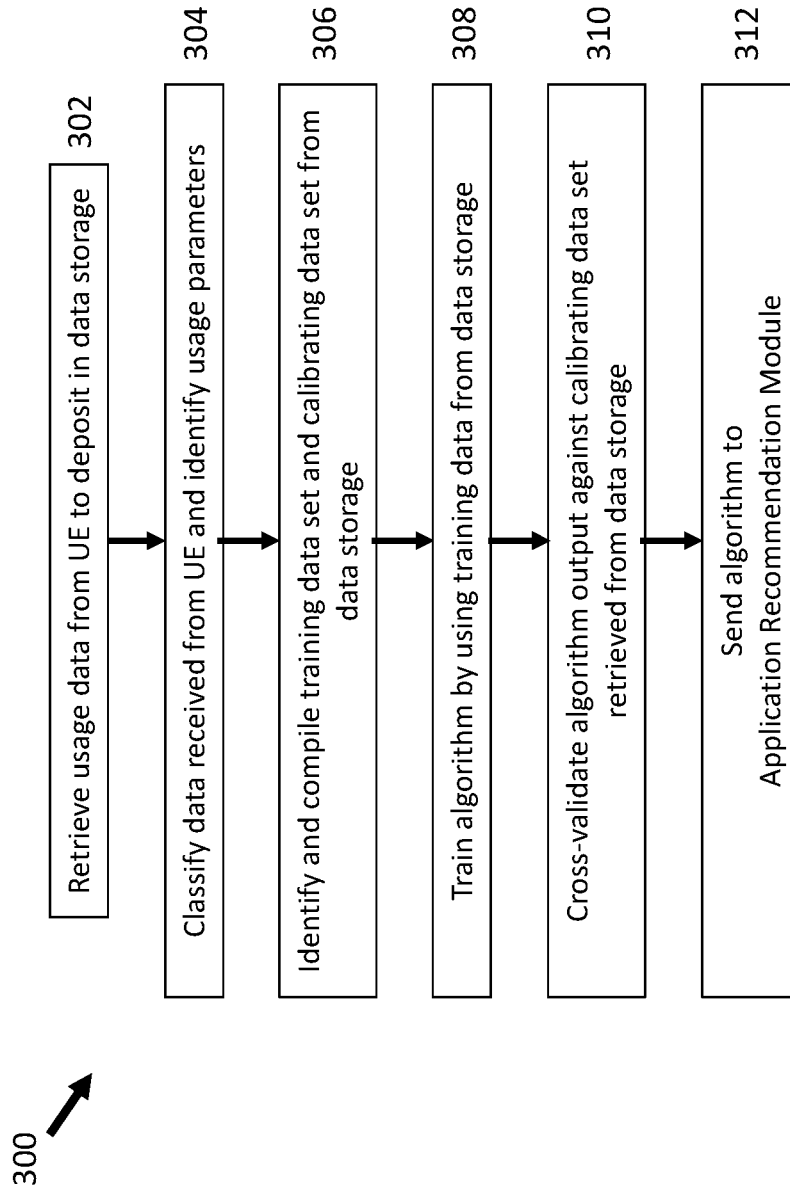 300
Retrieve usage data from UE to deposit in data storage
302
Classify data received from UE and identify usage parameters
304
Identify and compile training data set and calibrating data set from
data storage
306
Train algorithm by using training data from data storage
308
Cross-validate algorithm output against calibrating data set
retrieved from data storage
310
Send algorithm to
Application Recommendation Module
312